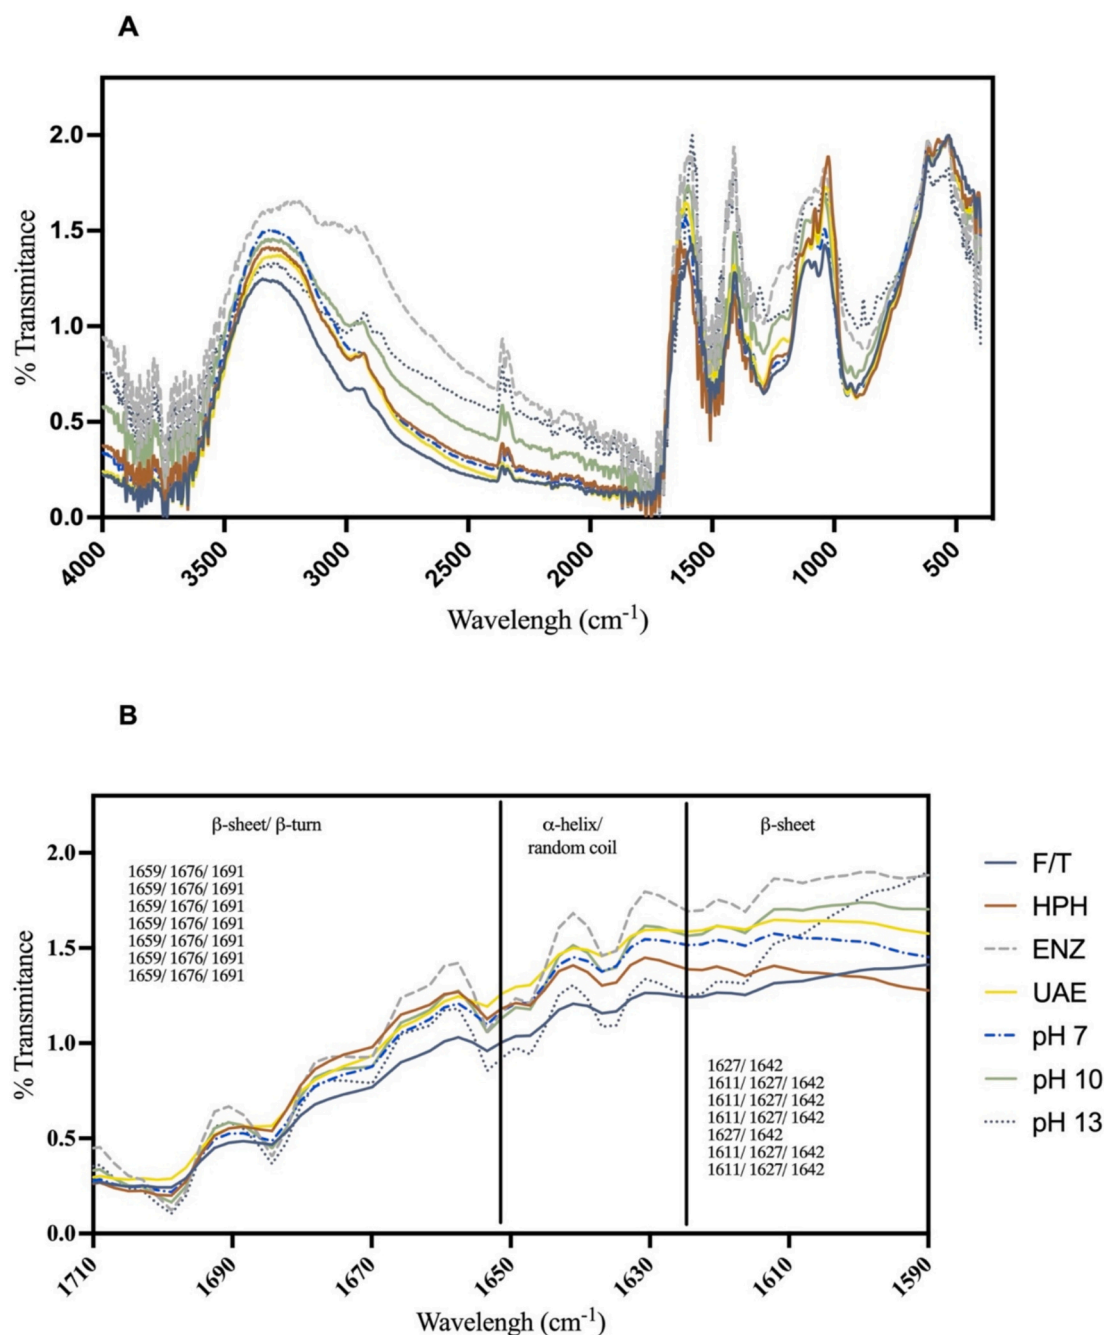 A
% Transmitance
2.0
1.5
1.0
0.5
0.0
4000
3500
3000
2500
2000
1500
1000
500
Wavelengh (cm-1)
B
% Transmitance
2.0
1.5
1.0
0.5
0.0
β-sheet/ β-turn
α-helix/
random coil
β-sheet
1659/ 1676/ 1691
1659/ 1676/ 1691
1659/ 1676/ 1691
1659/ 1676/ 1691
1659/ 1676/ 1691
1659/ 1676/ 1691
1659/ 1676/ 1691
1627/ 1642
1611/ 1627/ 1642
1611/ 1627/ 1642
1611/ 1627/ 1642
1627/ 1642
1611/ 1627/ 1642
1611/ 1627/ 1642
1710
1690
1670
1650
1630
1610
1590
Wavelengh (cm-1)
F/T
HPH
ENZ
UAE
pH 7
pH 10
pH 13